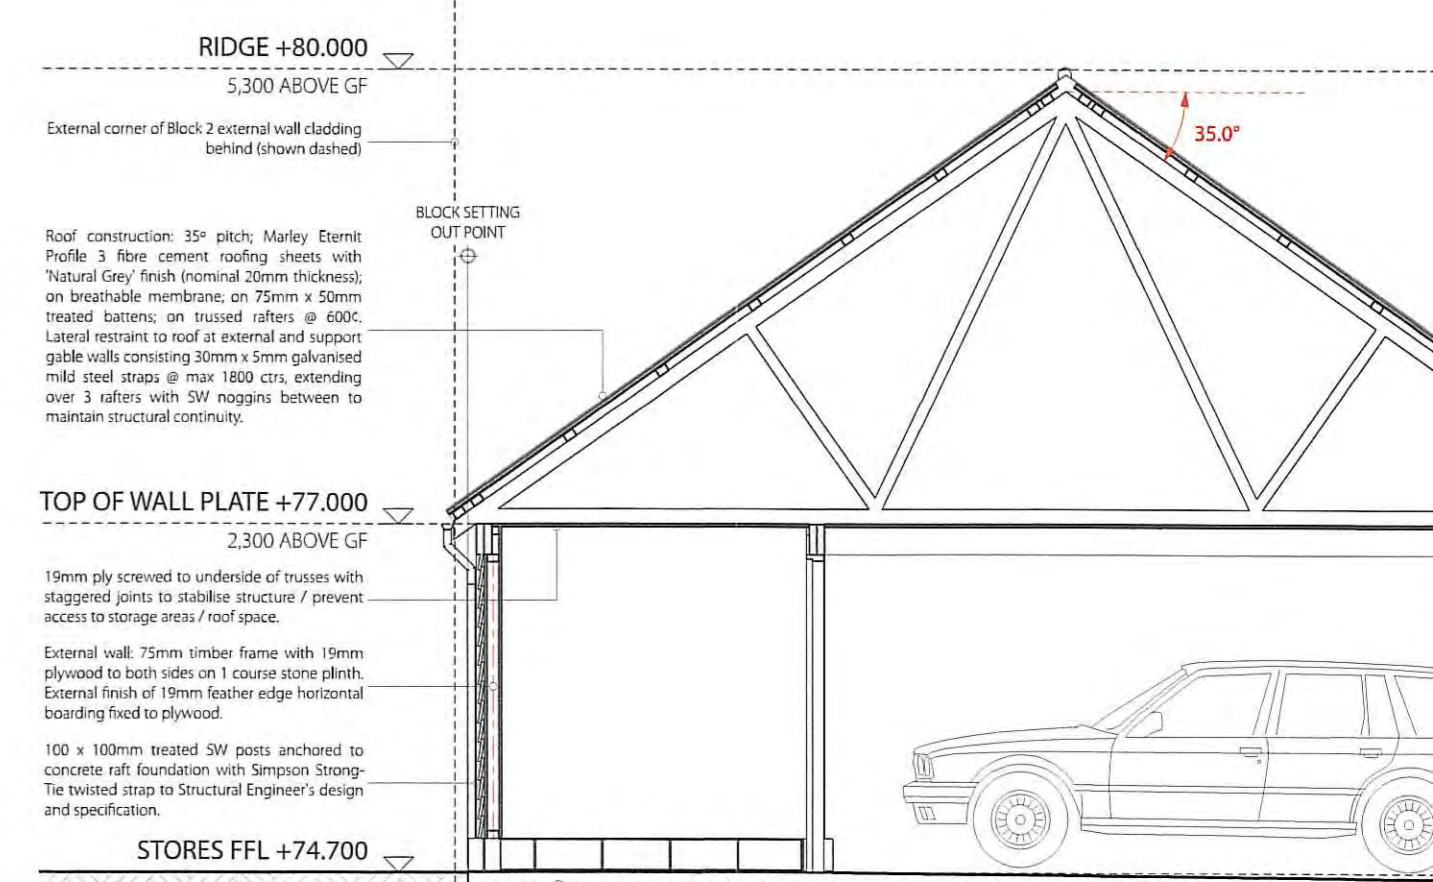 RIDGE +80.000
5,300 ABOVE GF
External corner of Block 2 external wall cladding
behind (shown dashed)
35.0°
BLOCK SETTING
OUT POINT
Roof construction: 35º pitch; Marley Eternit
Profile 3 fibre cement roofing sheets with
'Natural Grey' finish (nominal 20mm thickness);
on breathable membrane; on 75mm x 50mm
treated battens; on trussed rafters @ 600¢.
Lateral restraint to roof at external and support
gable walls consisting 30mm x 5mm galvanised
mild steel straps @ max 1800 ctrs, extending
over 3 rafters with SW noggins between to
maintain structural continuity.
TOP OF WALL PLATE +77.000
2,300 ABOVE GF
19mm ply screwed to underside of trusses with
staggered joints to stabilise structure / prevent
access to storage areas / roof space.
External wall: 75mm timber frame with 19mm
plywood to both sides on 1 course stone plinth.
External finish of 19mm feather edge horizontal
boarding fixed to plywood.
100 x 100mm treated SW posts anchored to
concrete raft foundation with Simpson Strong-
Tie twisted strap to Structural Engineer's design
and specification.
STORES FFL +74.700